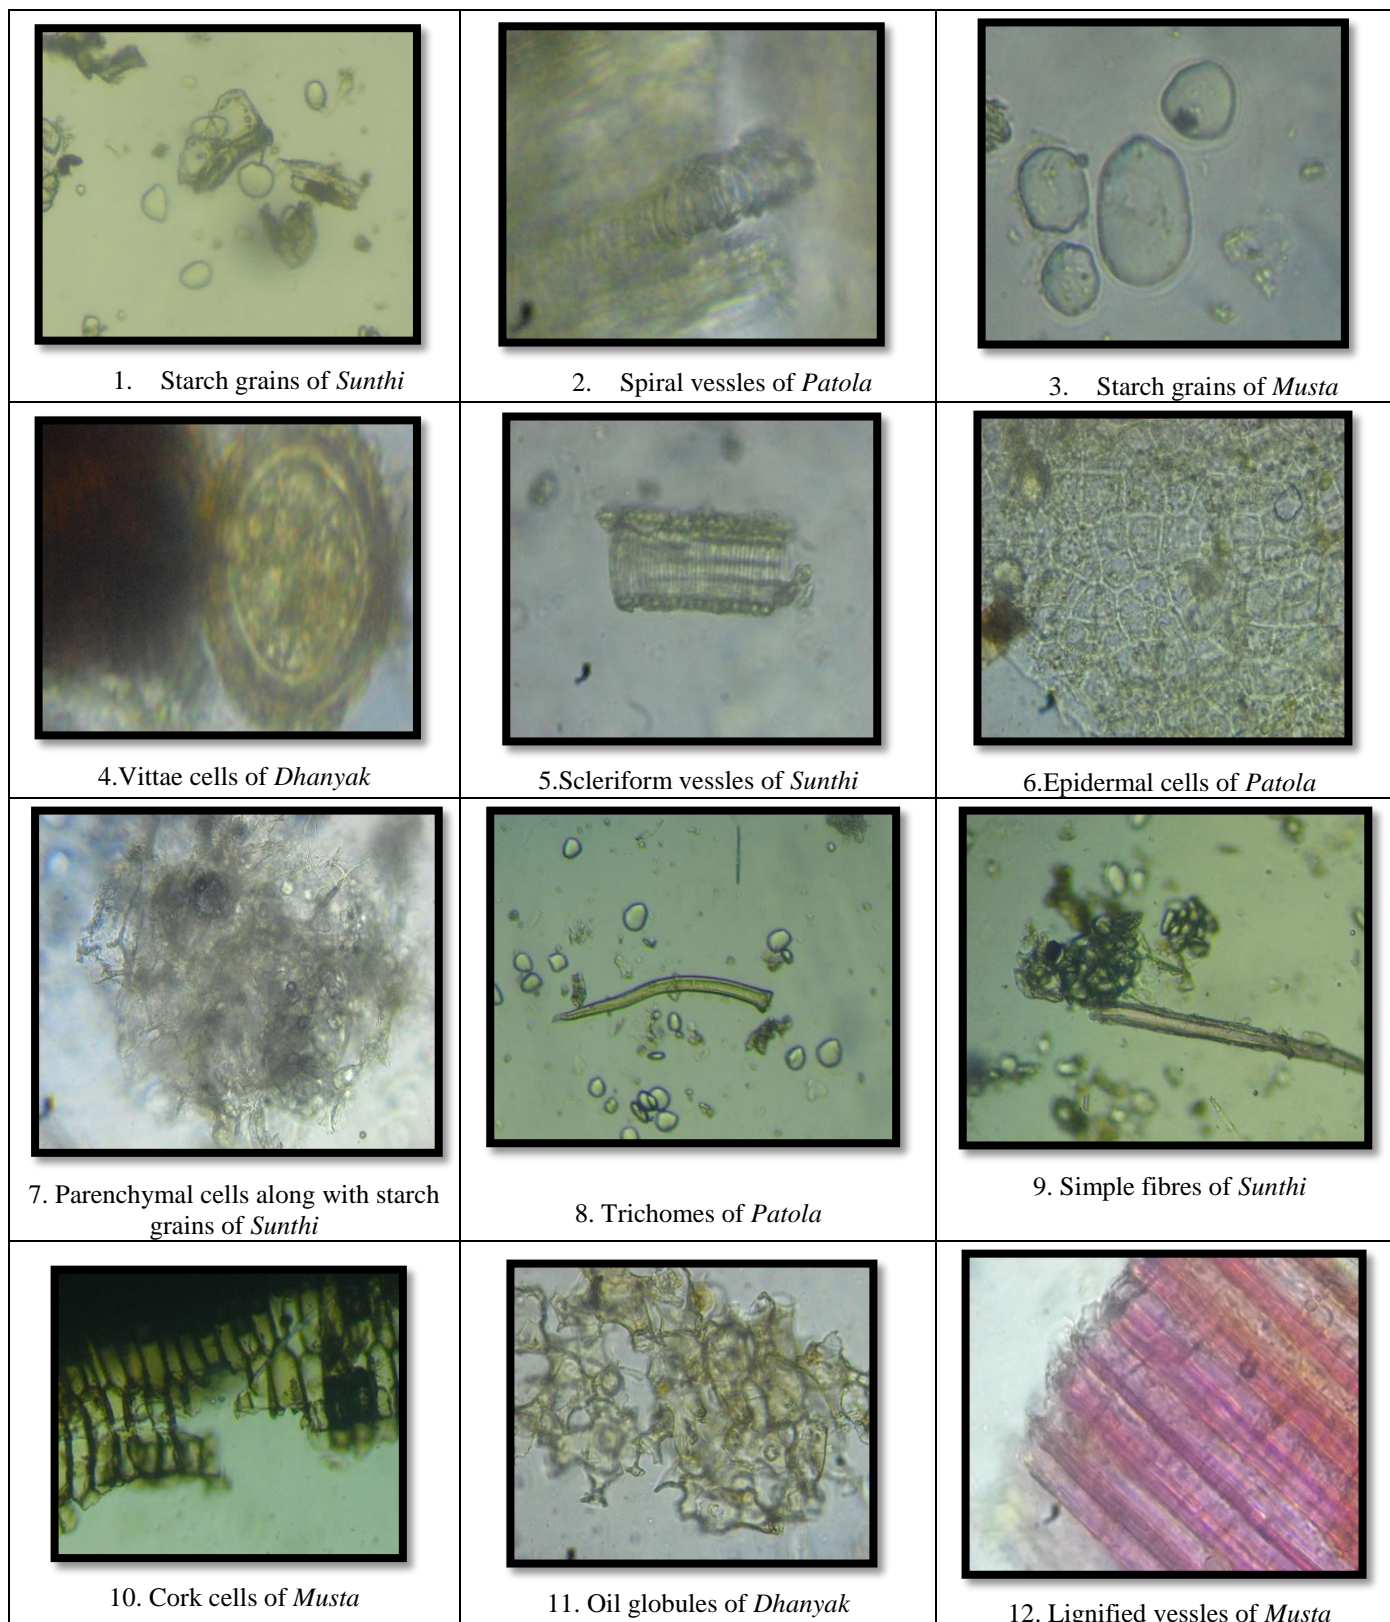 1. Starch grains of Sunthi
2. Spiral vessles of Patola
3. Starch grains of Musta
4.Vittae cells of Dhanyak
5.Scleriform vessles of Sunthi
6.Epidermal cells of Patola
7. Parenchymal cells along with starch
grains of Sunthi
8. Trichomes of Patola
9. Simple fibres of Sunthi
10. Cork cells of Musta
11. Oil globules of Dhanyak
12. Lignified vessles of Musta